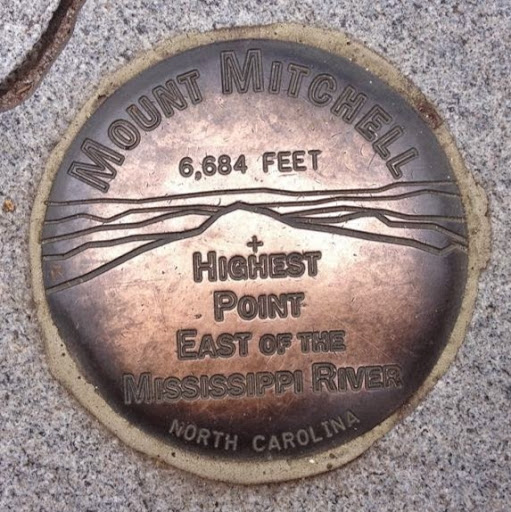 MOUNT MITCHELL
6,684 FEET
+
HIGHEST
POINT
EAST OF THE
MISSISSIPPI RIVER
NORTH CAROLINA